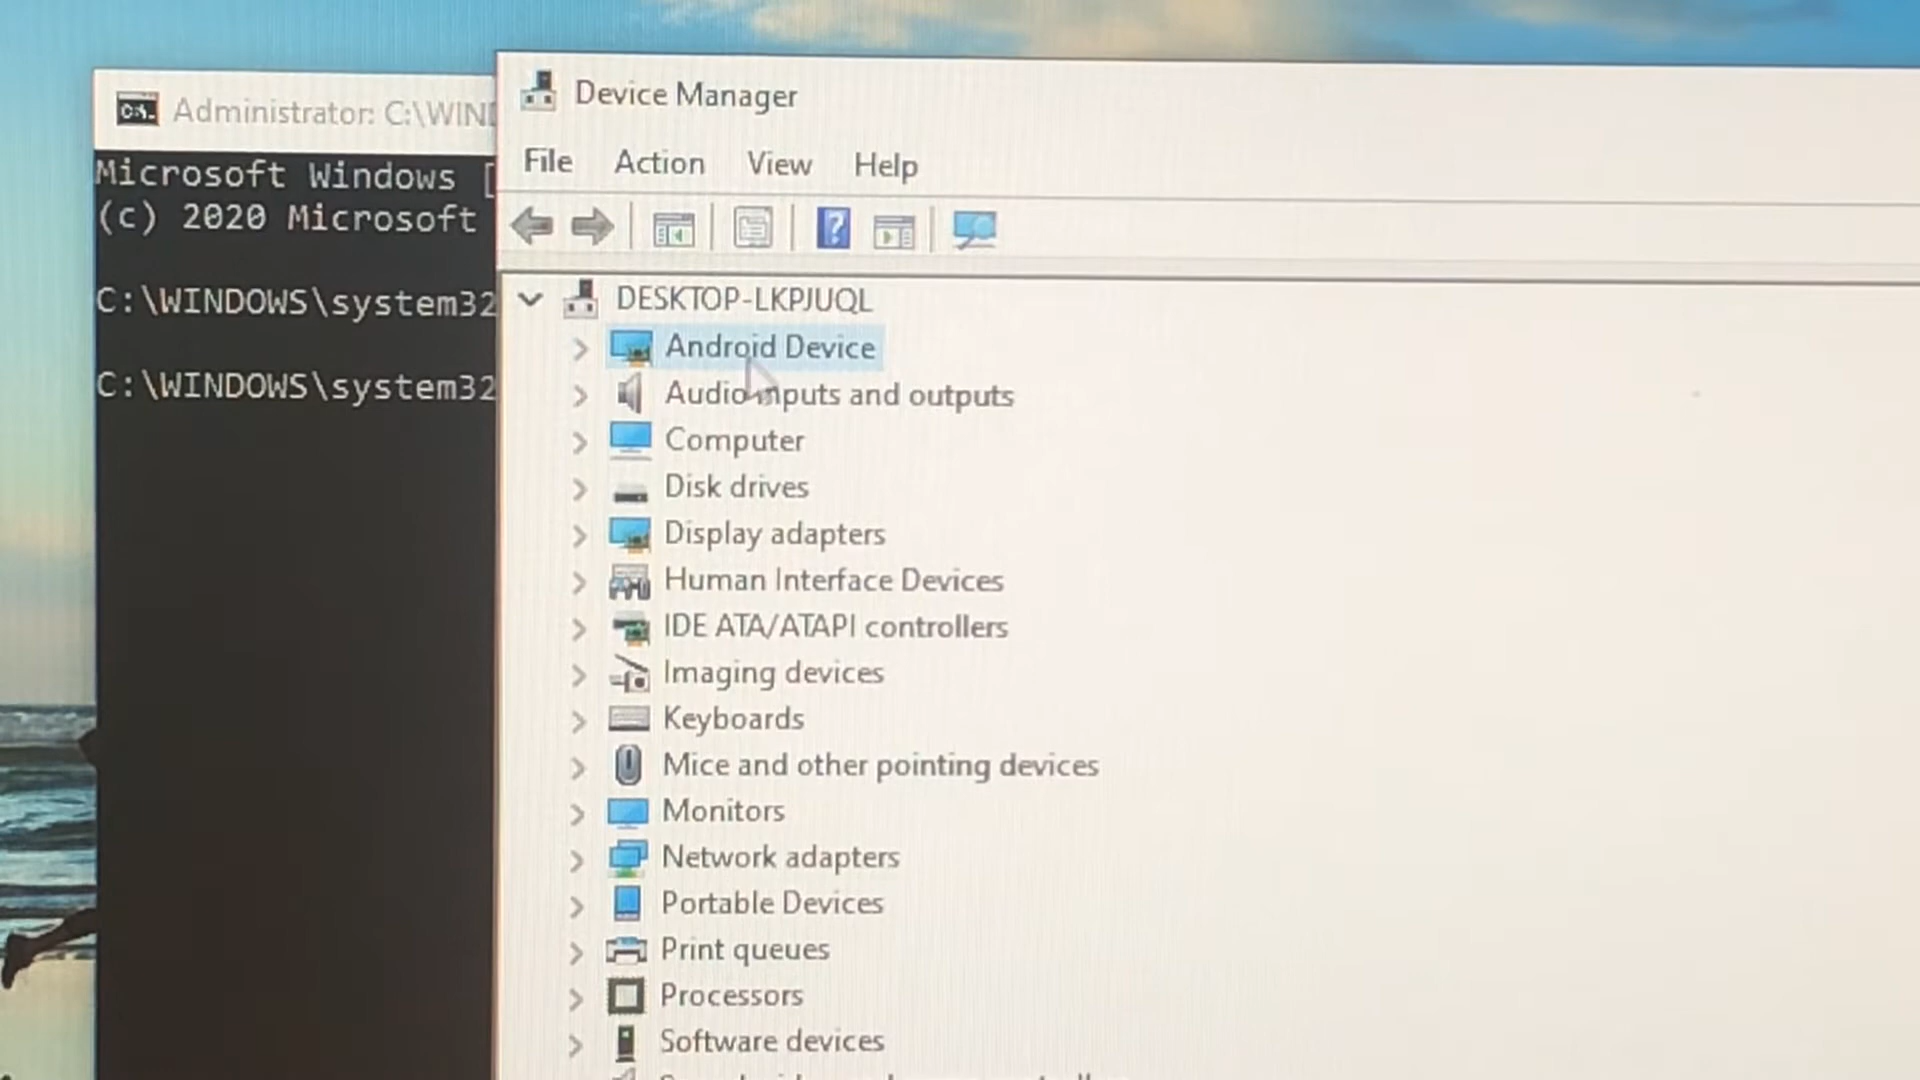 Administrator: C:\WIN
Microsoft Windows [
(c) 2020 Microsoft
C:\WINDOWS\system32
C:\WINDOWS\system32
Device Manager
File Action View Help
DESKTOP-LKPJUQL
Android Device
Audio inputs and outputs
Computer
Disk drives
Display adapters
Human Interface Devices
IDE ATA/ATAPI controllers
Imaging devices
Keyboards
Mice and other pointing devices
Monitors
Network adapters
Portable Devices
Print queues
Processors
Software devices